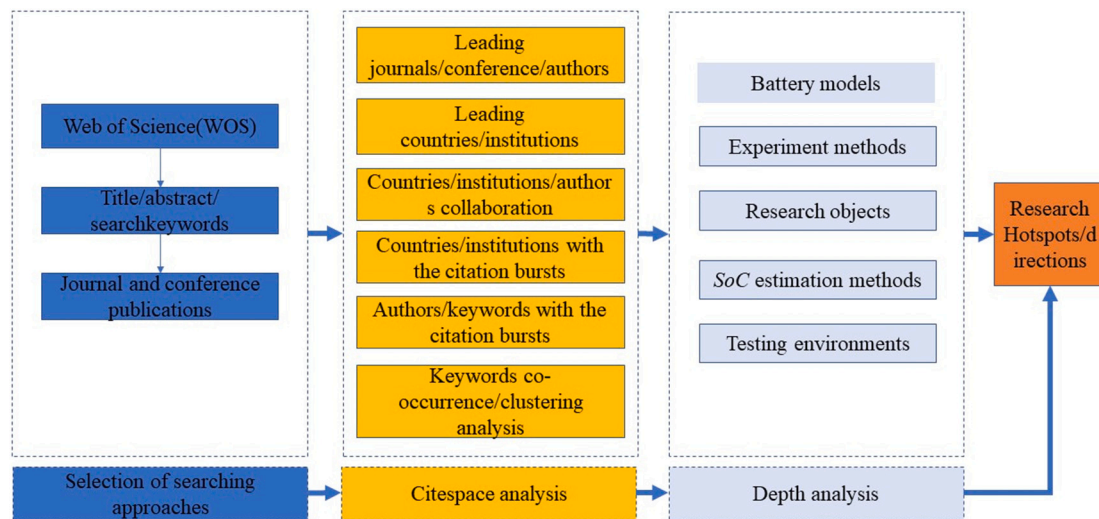 Web of Science(WOS)
Title/abstract/
searchkeywords
Journal and conference
publications
Selection of searching
approaches
Leading
journals/conference/authors
Leading
countries/institutions
Countries/institutions/author
s collaboration
Countries/institutions with
the citation bursts
Authors/keywords with the
citation bursts
Keywords co-
occurrence/clustering
analysis
Citespace analysis
Battery models
Experiment methods
Research objects
SoC estimation methods
Testing environments
Depth analysis
Research
Hotspots/d
irections